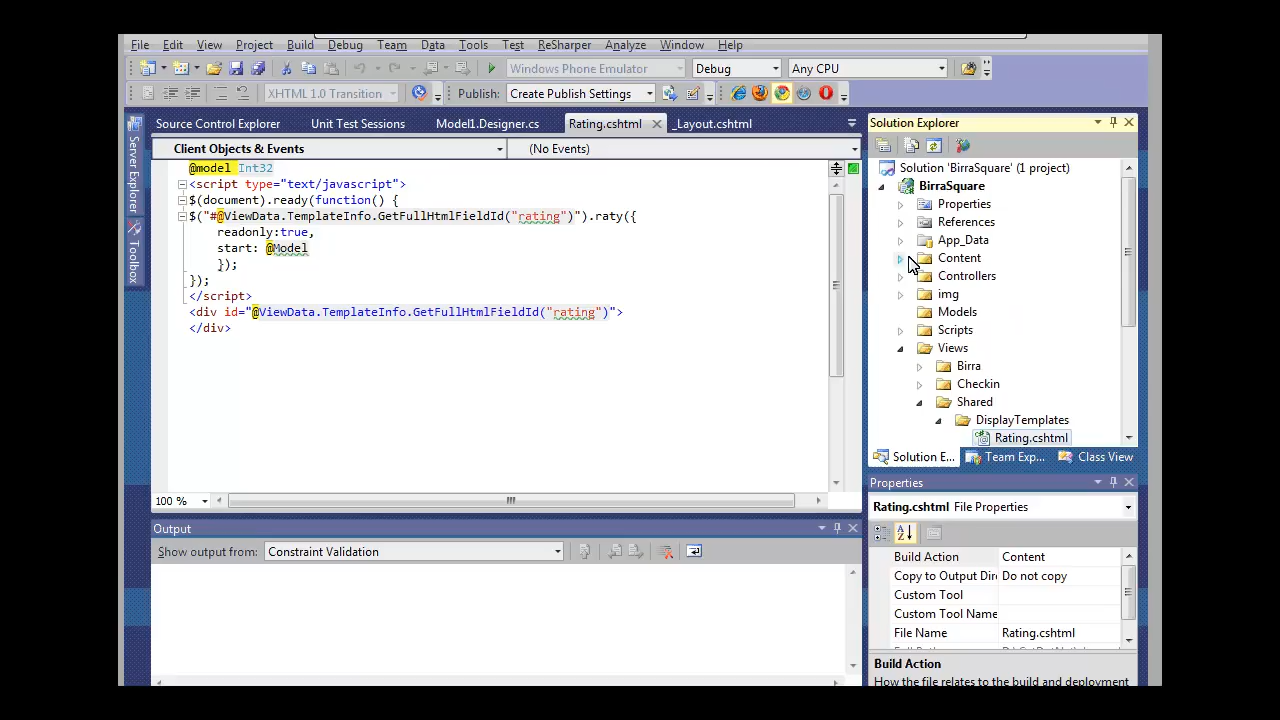 File Edit View Project Build Debug Team Data Tools Test ReSharper Analyze Window Help
Windows Phone Emulator Debug Any CPU
XHTML 1.0 Transition Publish: Create Publish Settings
Server Explorer
Toolbox
Source Control Explorer Unit Test Sessions Model1.Designer.cs Rating.cshtml _Layout.cshtml
Client Objects & Events (No Events)
@model Int32
<script type="text/javascript">
$(document).ready(function() {
$("#@ViewData.TemplateInfo.GetFullHtmlFieldId("rating")").raty({
readonly:true,
start: @Model
});
});
</script>
<div id="@ViewData.TemplateInfo.GetFullHtmlFieldId("rating")">
</div>
100 %
Output
Show output from: Constraint Validation
Solution Explorer
Solution 'BirraSquare' (1 project)
BirraSquare
Properties
References
App_Data
Content
Controllers
img
Models
Scripts
Views
Birra
Checkin
Shared
DisplayTemplates
Rating.cshtml
Solution E... Team Exp... Class View
Properties
Rating.cshtml File Properties
Build Action Content
Copy to Output Dir Do not copy
Custom Tool
Custom Tool Name
File Name Rating.cshtml
Build Action
How the file relates to the build and deployment